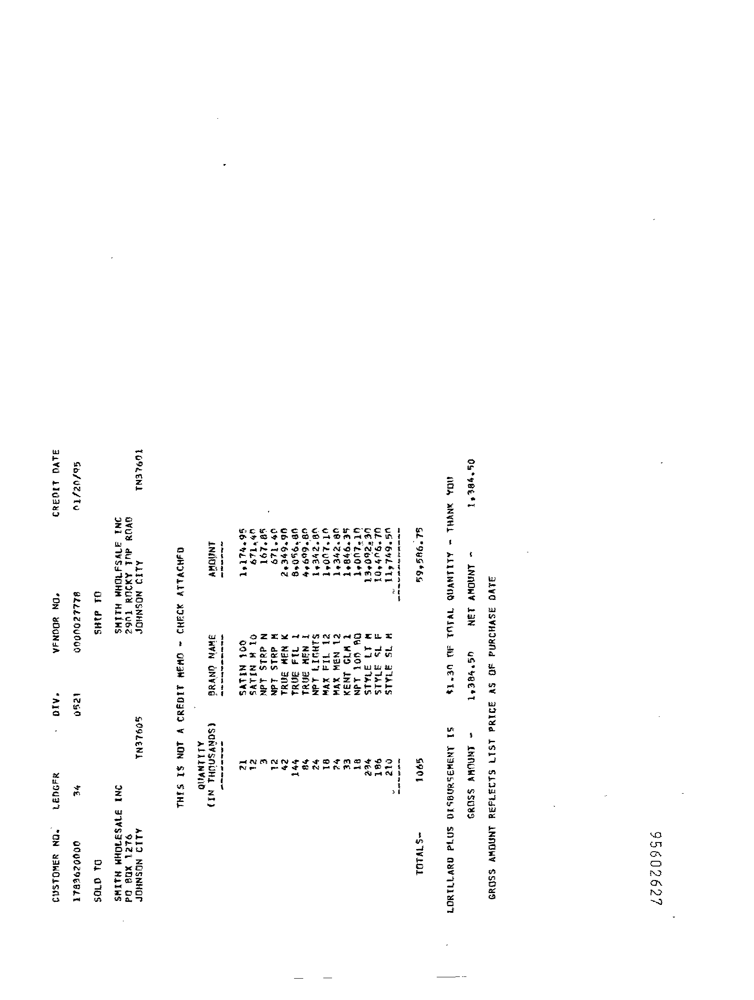 CUSTOMER NO. LEDGER DIV. VENDOR NO. CREDIT DATE
1783620000 34 0521 0000027778 01/20/95
SOLD TO SHIP TO
SMITH WHOLESALE INC SMITH WHOLESALE INC
PO BOX 1276 2901 ROCKY TOP ROAD
JOHNSON CITY TN37605 JOHNSON CITY TN37601
THIS IS NOT A CREDIT MEMO - CHECK ATTACHED
QUANTITY
(IN THOUSANDS) BRAND NAME AMOUNT
21 SATIN 100 1,174.95
12 SATIN M 10 671.40
3 NPT STRP N 167.85
12 NPT STRP M 671.40
42 TRUE MEN K 2,349.90
144 TRUE FIL 1 8,056.80
84 TRUE MEN 1 4,699.80
24 NPT LIGHTS 1,342.80
18 MAX FIL 12 1,007.10
24 MAX MEN 12 1,342.80
33 KENT GLM 1 1,846.35
18 NPT 100 BO 1,007.10
234 STYLE LT M 13,092.30
186 STYLE SL F 10,406.70
210 STYLE SL M 11,749.50
TOTALS- 1065 59,586.75
LORILLARD PLUS DISBURSEMENT IS $1.30 OF TOTAL QUANTITY - THANK YOU
GROSS AMOUNT - 1,384.50 NET AMOUNT - 1,384.50
GROSS AMOUNT REFLECTS LIST PRICE AS OF PURCHASE DATE
95602627